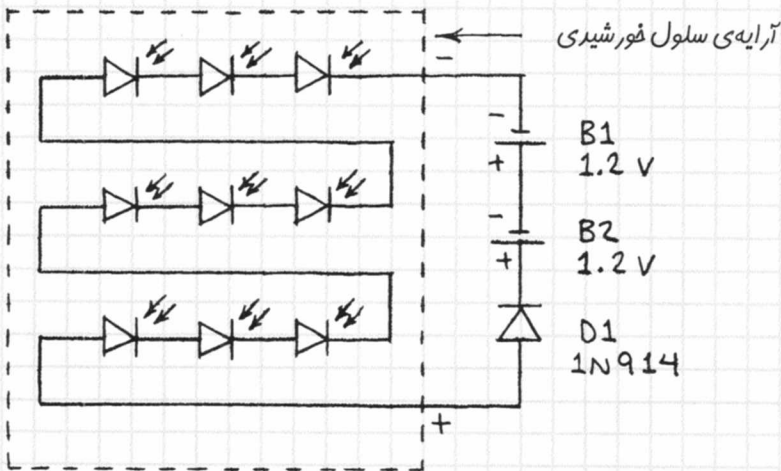 آرایه‌ی سلول خورشیدی
-
-
B1
+
1.2 V
-
B2
+
1.2 V
D1
1N914
+